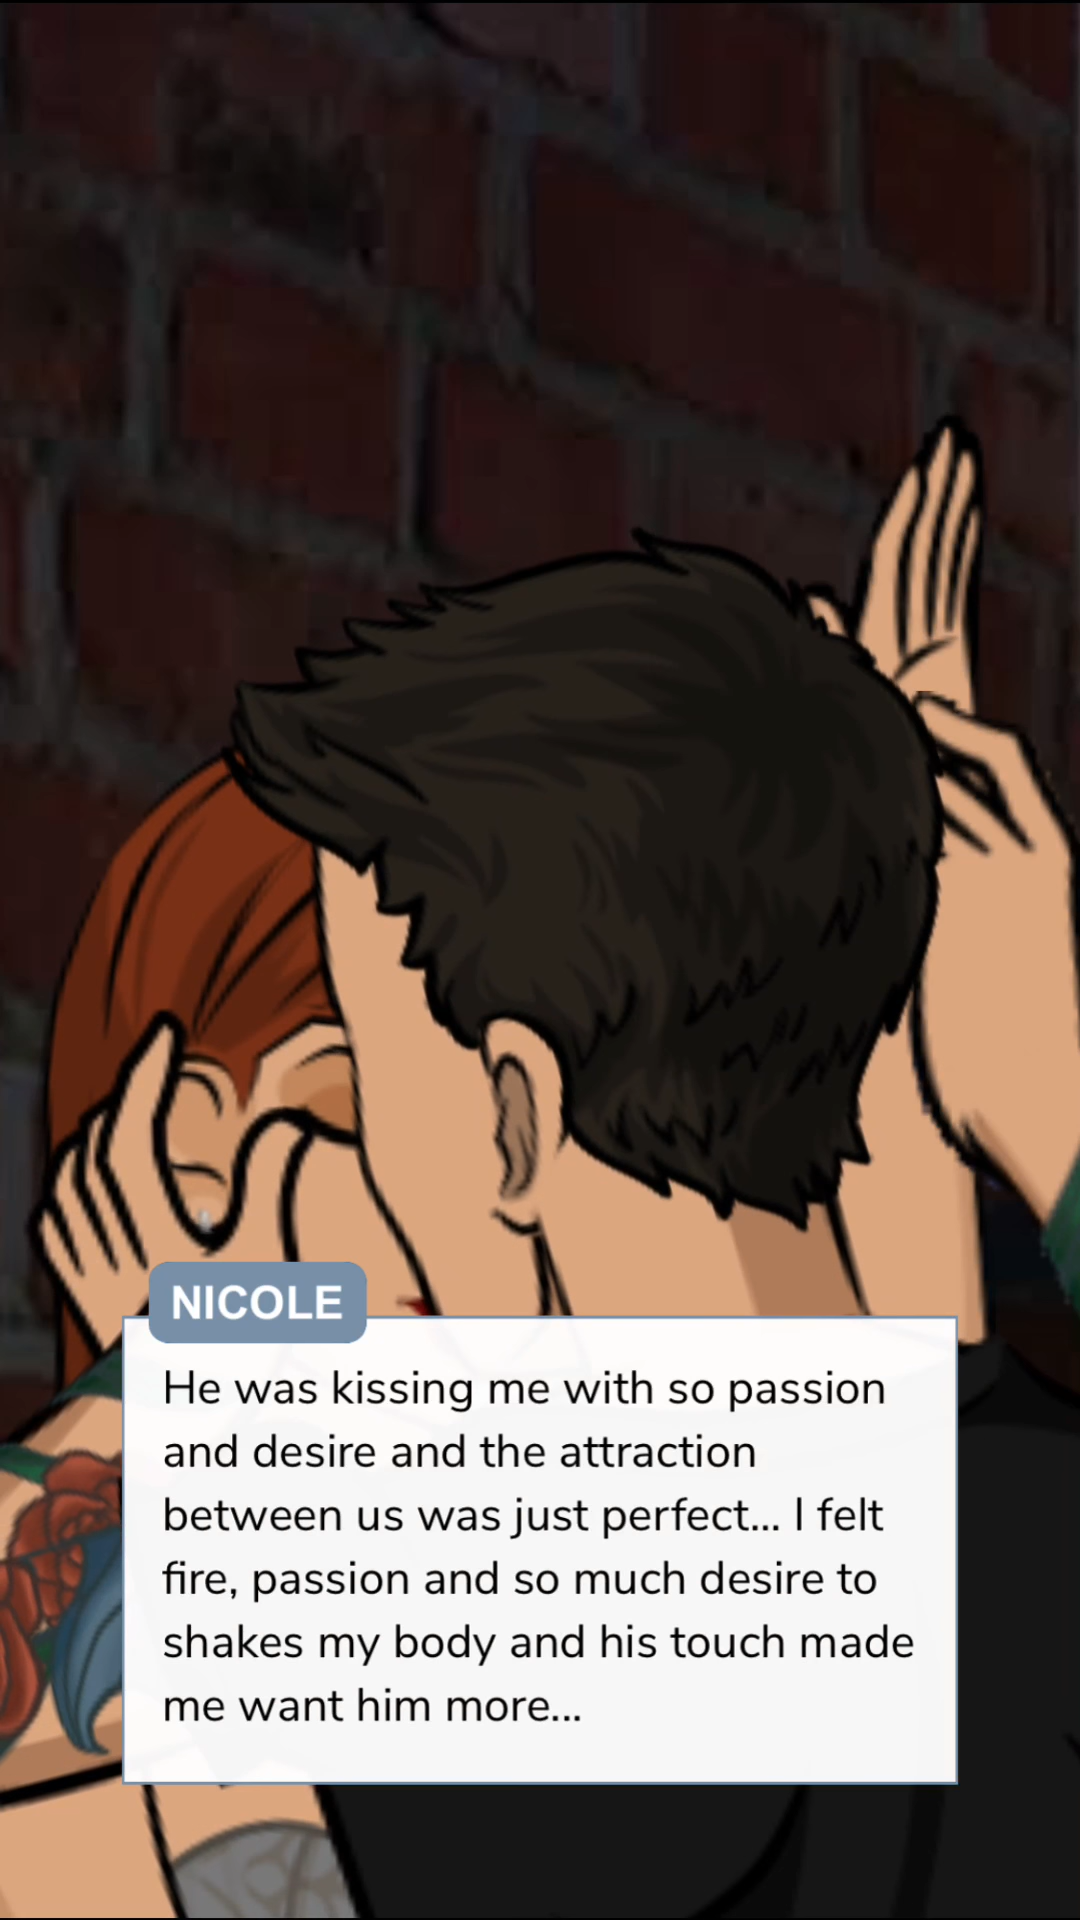 NICOLE
He was kissing me with so passion
and desire and the attraction
between us was just perfect... I felt
fire, passion and so much desire to
shakes my body and his touch made
me want him more...